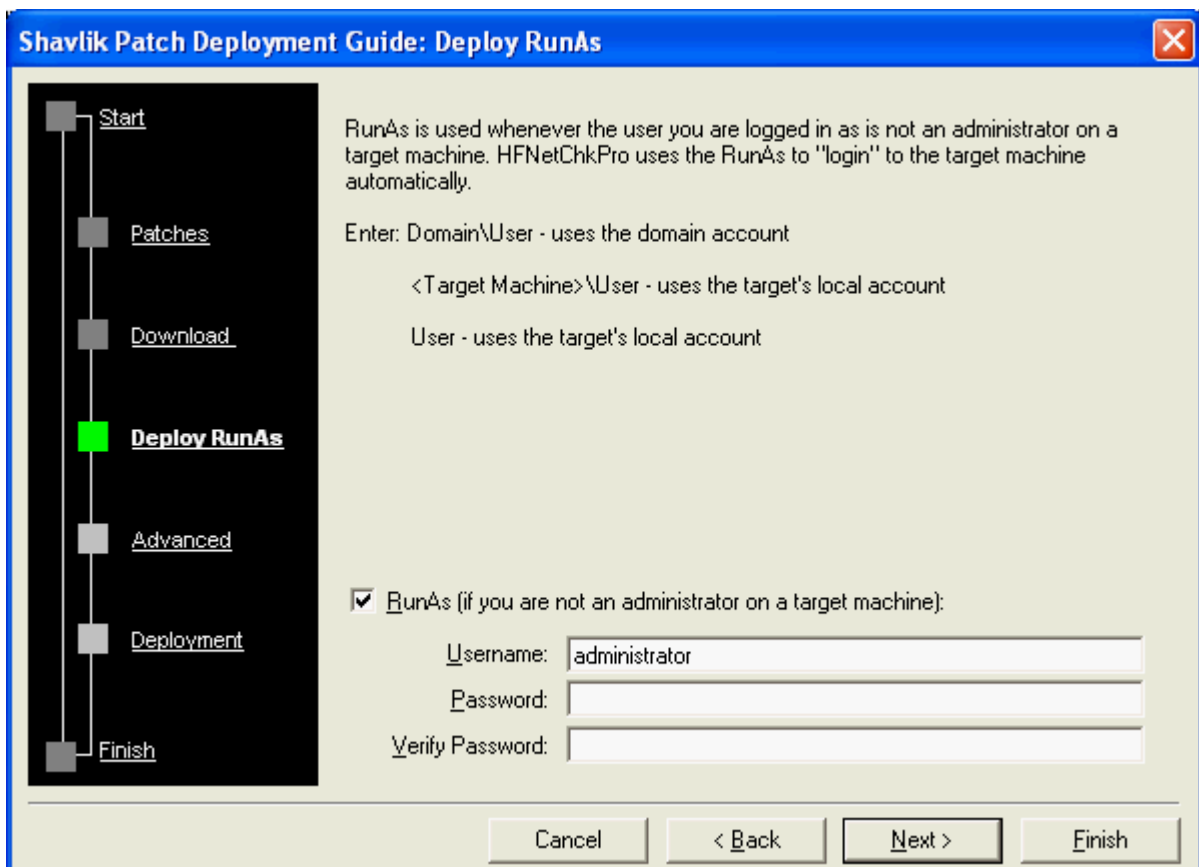 Shavlik Patch Deployment Guide: Deploy RunAs
Start
Patches
Download
Deploy RunAs
Advanced
Deployment
Finish
RunAs is used whenever the user you are logged in as is not an administrator on a
target machine. HFNetChkPro uses the RunAs to "login" to the target machine
automatically.
Enter: Domain\User - uses the domain account
<Target Machine>\User - uses the target's local account
User - uses the target's local account
RunAs (if you are not an administrator on a target machine):
Username: administrator
Password:
Verify Password:
Cancel
< Back
Next >
Finish